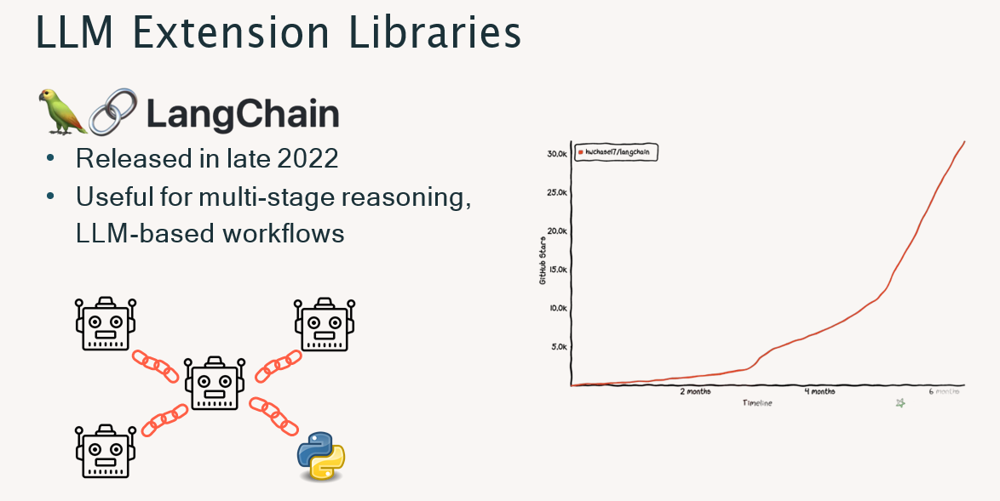 LLM Extension Libraries
LangChain
• Released in late 2022
• Useful for multi-stage reasoning,
LLM-based workflows
hwchase17/langchain
30.0k
25.0k
20.0k
15.0k
10.0k
5.0k
GitHub Stars
2 months
4 months
6 months
Timeline